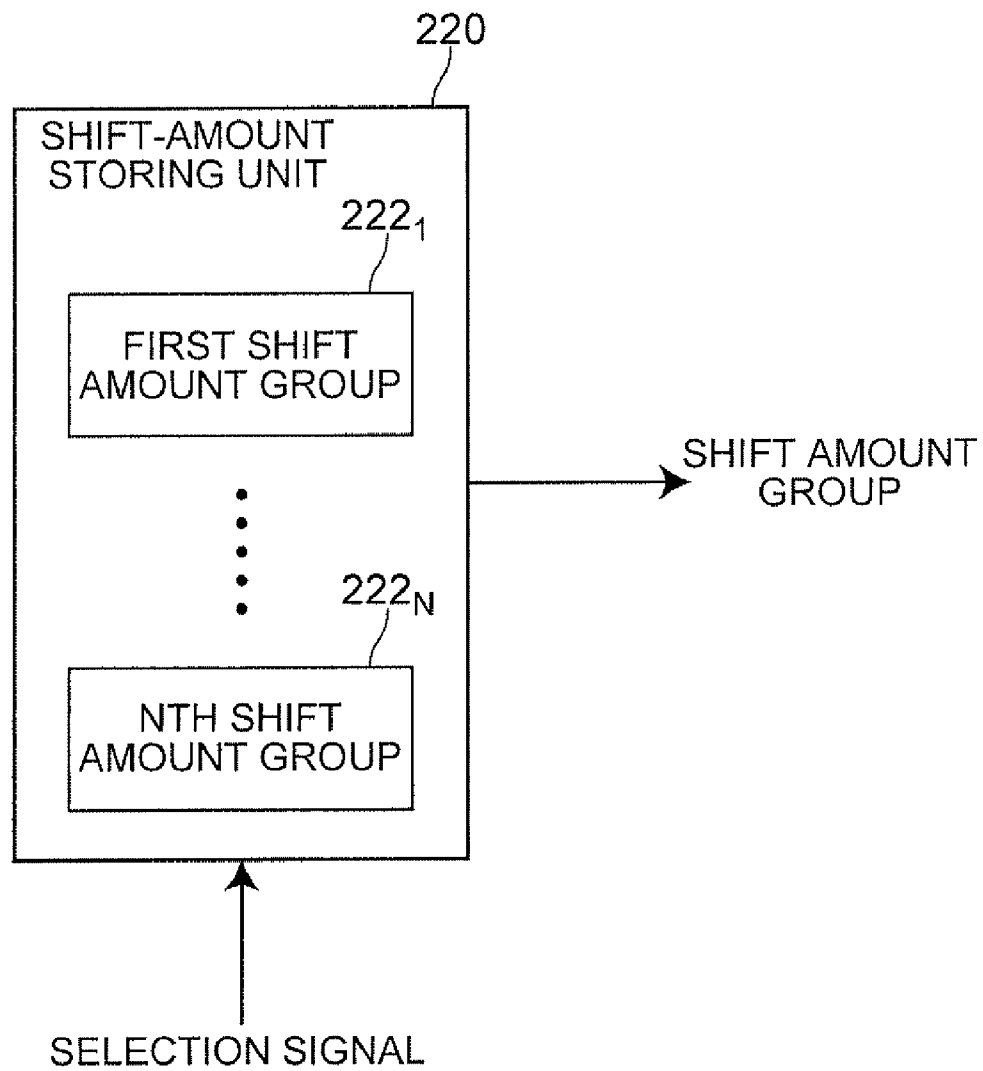 220
SHIFT-AMOUNT
STORING UNIT
222₁
FIRST SHIFT
AMOUNT GROUP
SHIFT AMOUNT
GROUP
222N
NTH SHIFT
AMOUNT GROUP
SELECTION SIGNAL